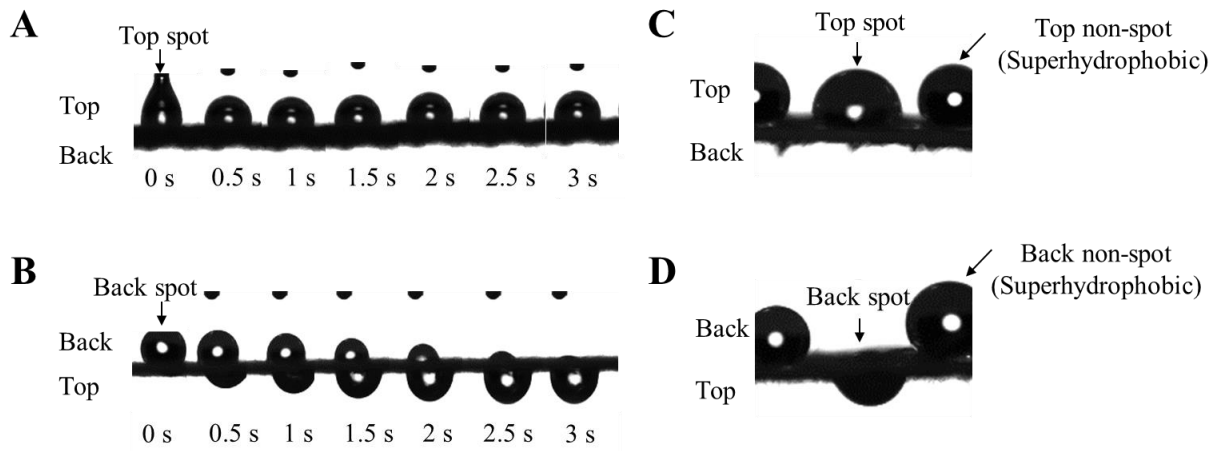 A
Top spot
Top
Back
0 s 0.5 s 1 s 1.5 s 2 s 2.5 s 3 s
B
Back spot
Back
Top
0 s 0.5 s 1 s 1.5 s 2 s 2.5 s 3 s
C
Top spot
Top non-spot
(Superhydrophobic)
Top
Back
D
Back spot
Back non-spot
(Superhydrophobic)
Back
Top